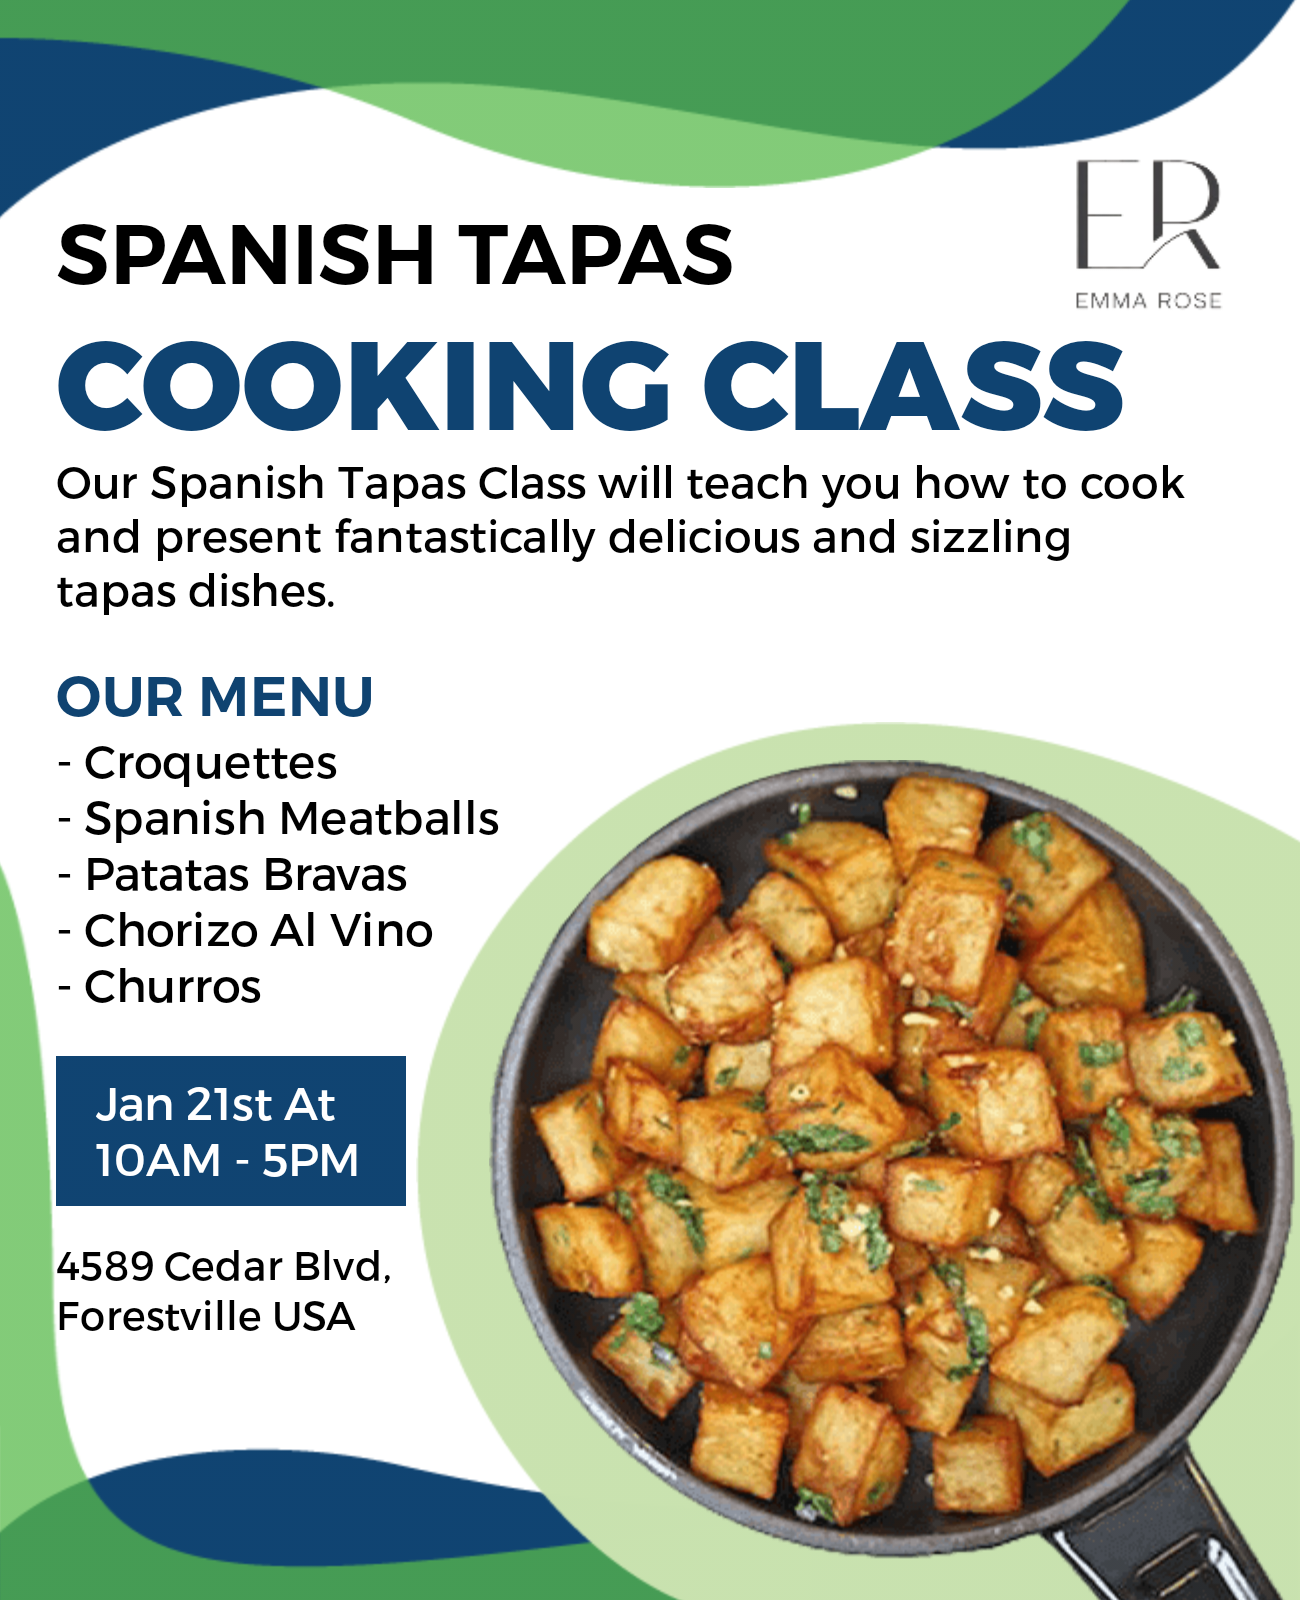 ER
EMMA ROSE
SPANISH TAPAS
COOKING CLASS
Our Spanish Tapas Class will teach you how to cook
and present fantastically delicious and sizzling
tapas dishes.
OUR MENU
- Croquettes
- Spanish Meatballs
- Patatas Bravas
- Chorizo Al Vino
- Churros
Jan 21st At
10AM - 5PM
4589 Cedar Blvd,
Forestville USA